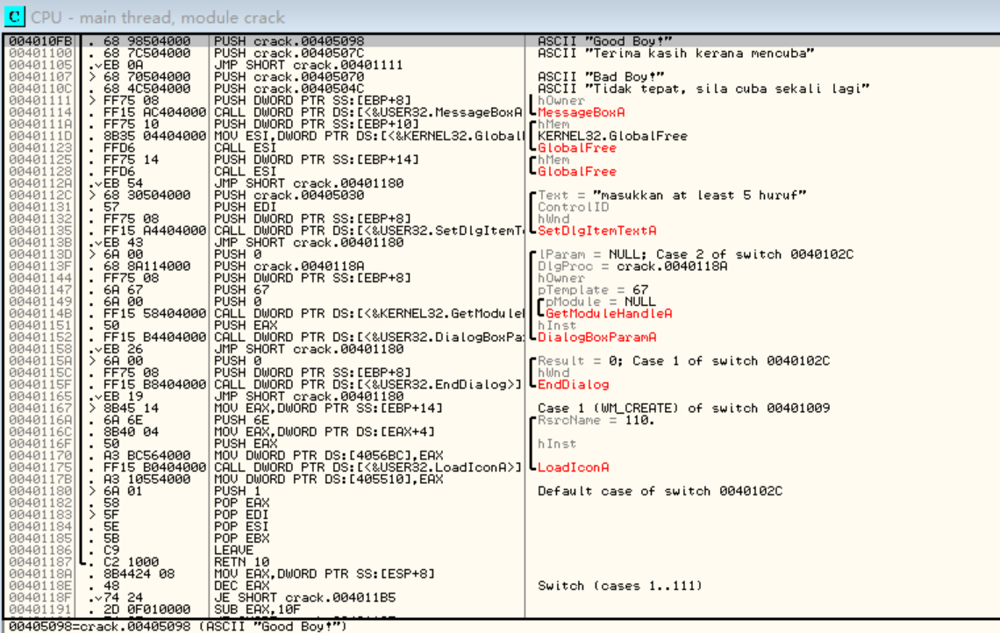 C CPU - main thread, module crack
004010FB . 68 98504000 PUSH crack.00405098 ASCII "Good Boy!"
00401100 . 68 7C504000 PUSH crack.0040507C ASCII "Terima kasih kerana mencuba"
00401105 .vEB 0A JMP SHORT crack.00401111
00401107 > 68 70504000 PUSH crack.00405070 ASCII "Bad Boy!"
0040110C . 68 4C504000 PUSH crack.0040504C ASCII "Tidak tepat, sila cuba sekali lagi"
00401111 > FF75 08 PUSH DWORD PTR SS:[EBP+8] hOwner
00401114 . FF15 AC404000 CALL DWORD PTR DS:[<&USER32.MessageBoxA MessageBoxA
0040111A . FF75 10 PUSH DWORD PTR SS:[EBP+10] hMem
0040111D . 8B35 04404000 MOV ESI,DWORD PTR DS:[<&KERNEL32.Globall KERNEL32.GlobalFree
00401123 . FFD6 CALL ESI GlobalFree
00401125 . FF75 14 PUSH DWORD PTR SS:[EBP+14] hMem
00401128 . FFD6 CALL ESI GlobalFree
0040112A .vEB 54 JMP SHORT crack.00401180
0040112C > 68 30504000 PUSH crack.00405030 Text = "masukkan at least 5 huruf"
00401131 . 57 PUSH EDI ControlID
00401132 . FF75 08 PUSH DWORD PTR SS:[EBP+8] hWnd
00401135 . FF15 A4404000 CALL DWORD PTR DS:[<&USER32.SetDlgItemT SetDlgItemTextA
0040113B .vEB 43 JMP SHORT crack.00401180
0040113D > 6A 00 PUSH 0 lParam = NULL; Case 2 of switch 0040102C
0040113F . 68 8A114000 PUSH crack.0040118A DlgProc = crack.0040118A
00401144 . FF75 08 PUSH DWORD PTR SS:[EBP+8] hOwner
00401147 . 6A 67 PUSH 67 pTemplate = 67
00401149 . 6A 00 PUSH 0 pModule = NULL
0040114B . FF15 58404000 CALL DWORD PTR DS:[<&KERNEL32.GetModule GetModuleHandleA
00401151 . 50 PUSH EAX hInst
00401152 . FF15 B4404000 CALL DWORD PTR DS:[<&USER32.DialogBoxPa DialogBoxParamA
00401158 .vEB 26 JMP SHORT crack.00401180
0040115A > 6A 00 PUSH 0 Result = 0; Case 1 of switch 0040102C
0040115C . FF75 08 PUSH DWORD PTR SS:[EBP+8] hWnd
0040115F . FF15 B8404000 CALL DWORD PTR DS:[<&USER32.EndDialog>] EndDialog
00401165 .vEB 19 JMP SHORT crack.00401180
00401167 > 8B45 14 MOV EAX,DWORD PTR SS:[EBP+14] Case 1 (WM_CREATE) of switch 00401009
0040116A . 6A 6E PUSH 6E RsrcName = 110.
0040116C . 8B40 04 MOV EAX,DWORD PTR DS:[EAX+4]
0040116F . 50 PUSH EAX hInst
00401170 . A3 BC564000 MOV DWORD PTR DS:[4056BC],EAX
00401175 . FF15 B0404000 CALL DWORD PTR DS:[<&USER32.LoadIconA>] LoadIconA
0040117B . A3 10554000 MOV DWORD PTR DS:[405510],EAX
00401180 > 6A 01 PUSH 1 Default case of switch 0040102C
00401182 . 58 POP EAX
00401183 > 5F POP EDI
00401184 . 5E POP ESI
00401185 . 5B POP EBX
00401186 . C9 LEAVE
00401187 . C2 1000 RETN 10
0040118A . 8B4424 08 MOV EAX,DWORD PTR SS:[ESP+8]
0040118E . 48 DEC EAX Switch (cases 1..111)
0040118F .v74 24 JE SHORT crack.004011B5
00401191 . 2D 0F010000 SUB EAX,10F
00405098=crack.00405098 (ASCII "Good Boy!")